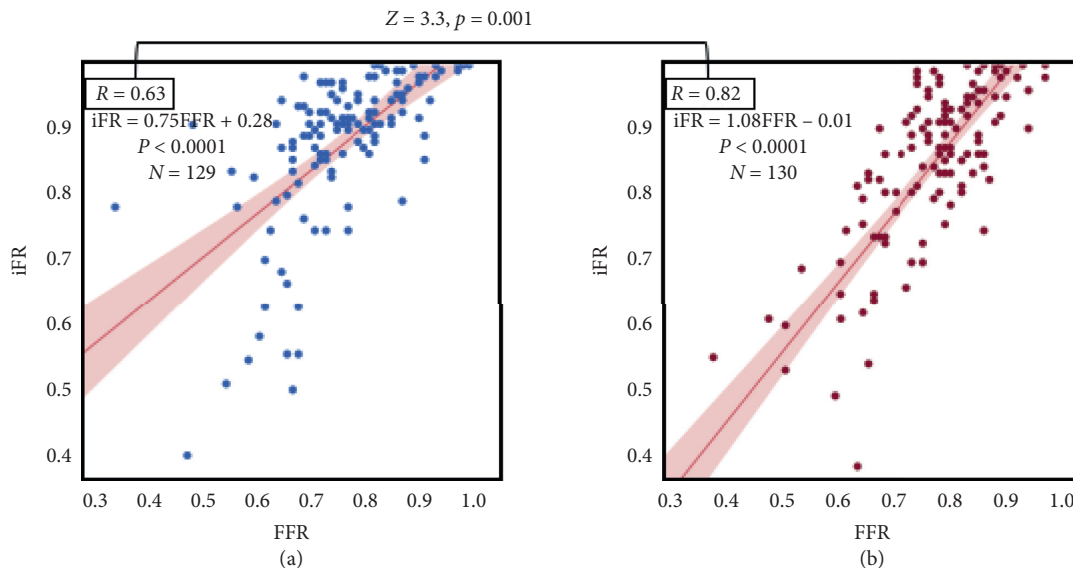 Z = 3.3, p = 0.001
R = 0.63
iFR = 0.75FFR + 0.28
P < 0.0001
N = 129
0.9
0.8
0.7
0.6
0.5
0.4
iFR
0.3 0.4 0.5 0.6 0.7 0.8 0.9 1.0
FFR
(a)
R = 0.82
iFR = 1.08FFR – 0.01
P < 0.0001
N = 130
0.9
0.8
0.7
0.6
0.5
0.4
iFR
0.3 0.4 0.5 0.6 0.7 0.8 0.9 1.0
FFR
(b)